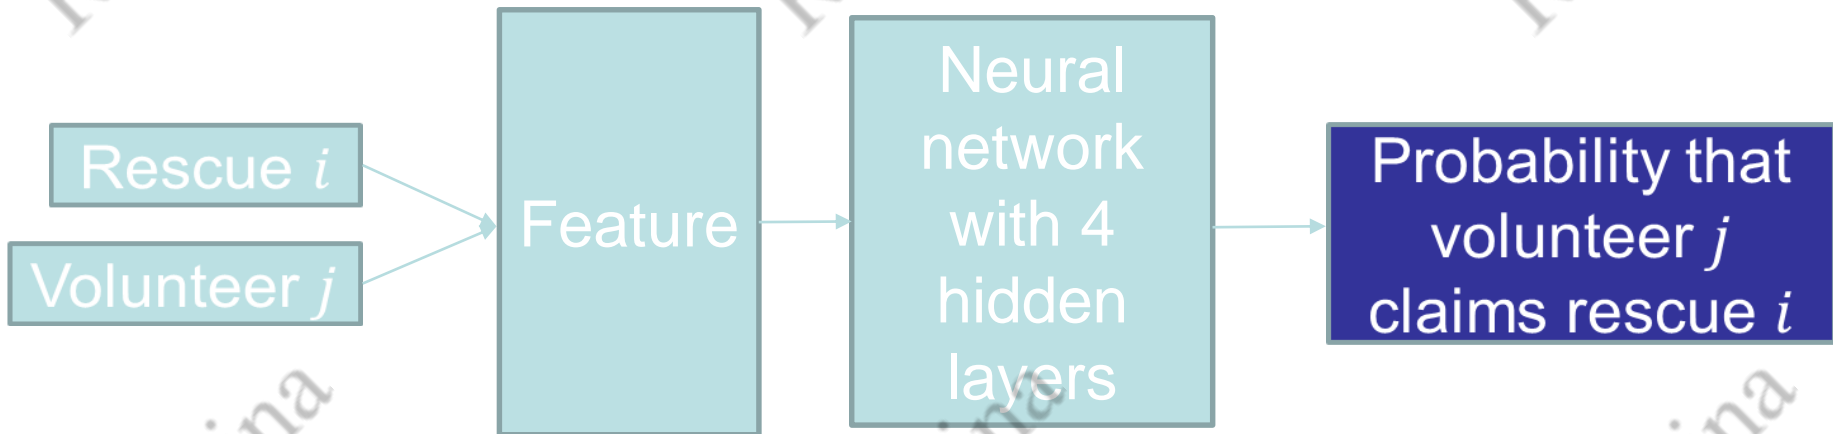 Rescue i
Volunteer j
Feature
Neural
network
with 4
hidden
layers
Probability that
volunteer j
claims rescue i